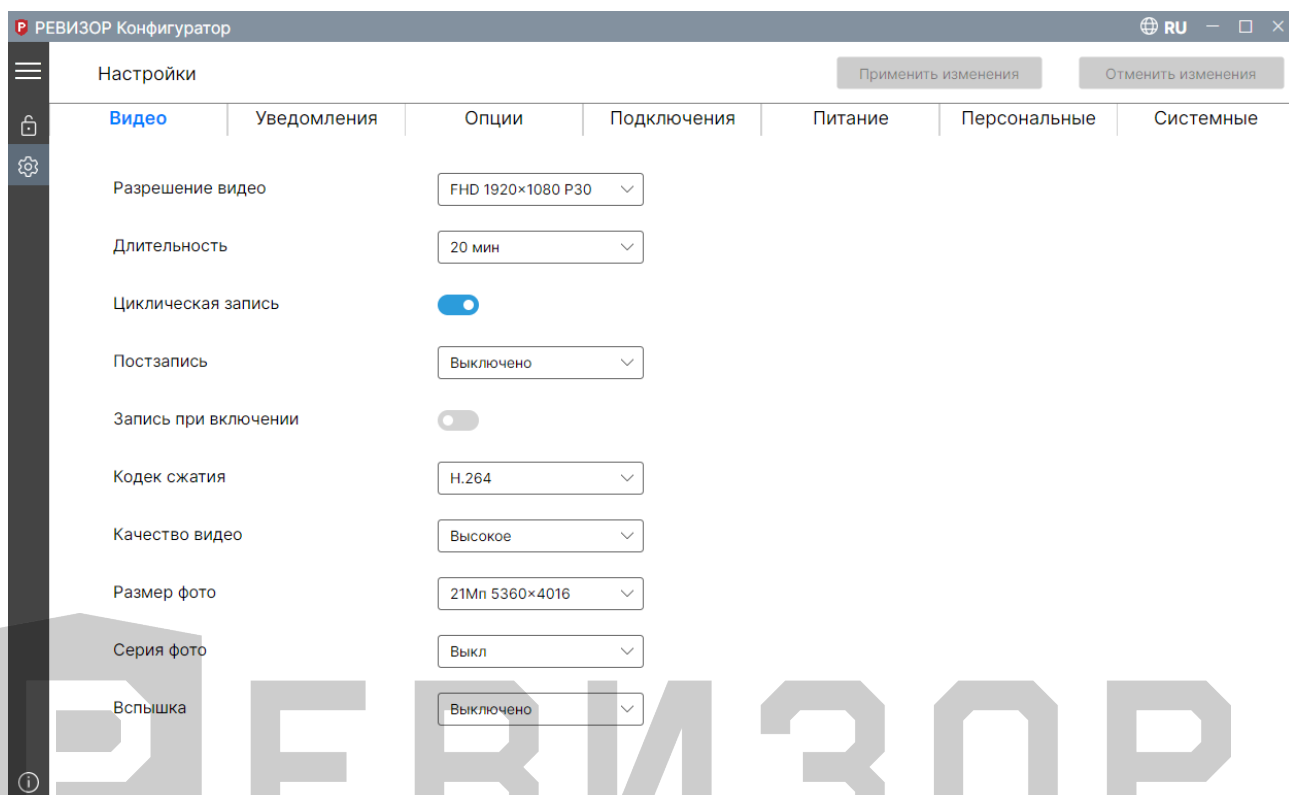 Р РЕВИЗОР Конфигуратор RU
Настройки Применить изменения Отменить изменения
Видео Уведомления Опции Подключения Питание Персональные Системные
Разрешение видео FHD 1920×1080 P30
Длительность 20 мин
Циклическая запись
Постзапись Выключено
Запись при включении
Кодек сжатия H.264
Качество видео Высокое
Размер фото 21Мп 5360×4016
Серия фото Выкл
Вспышка Выключено
РЕВИЗОР